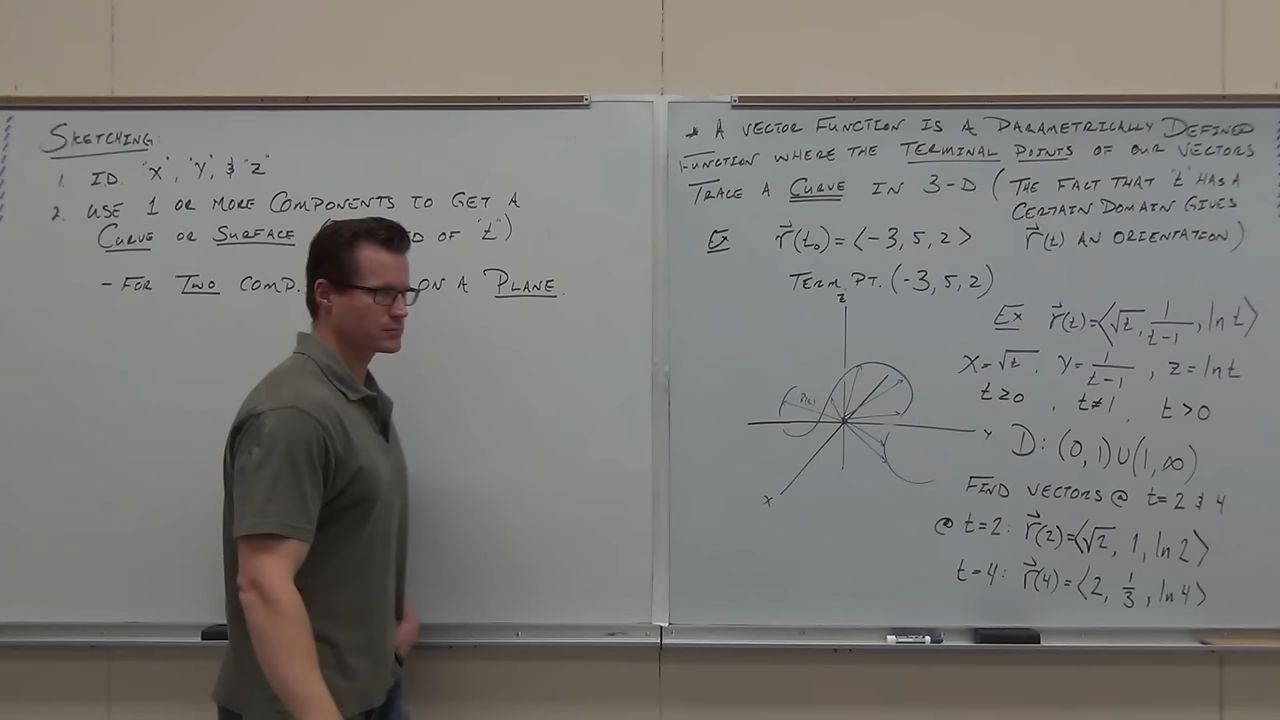 SKETCHING:
1. ID. "X", "Y", & "Z"
2. USE 1 OR MORE COMPONENTS TO GET A
CURVE OR SURFACE OF "t")
- FOR TWO COMP. ON A PLANE.
* A VECTOR FUNCTION IS A PARAMETRICALLY DEFINED
FUNCTION WHERE THE TERMINAL POINTS OF OUR VECTORS
TRACE A CURVE IN 3-D (THE FACT THAT "t" HAS A
CERTAIN DOMAIN GIVES
r⃗(t) AN ORIENTATION)
Ex r⃗(t₀) = ⟨-3, 5, 2⟩
TERM. PT. (-3, 5, 2)
z
y
x
Ex r⃗(t) = ⟨√t, 1/(t-1), ln t⟩
x = √t, y = 1/(t-1), z = ln t
t ≥ 0, t ≠ 1, t > 0
D: (0, 1) ∪ (1, ∞)
FIND VECTORS @ t = 2 & 4
@ t = 2: r⃗(2) = ⟨√2, 1, ln 2⟩
t = 4: r⃗(4) = ⟨2, 1/3, ln 4⟩